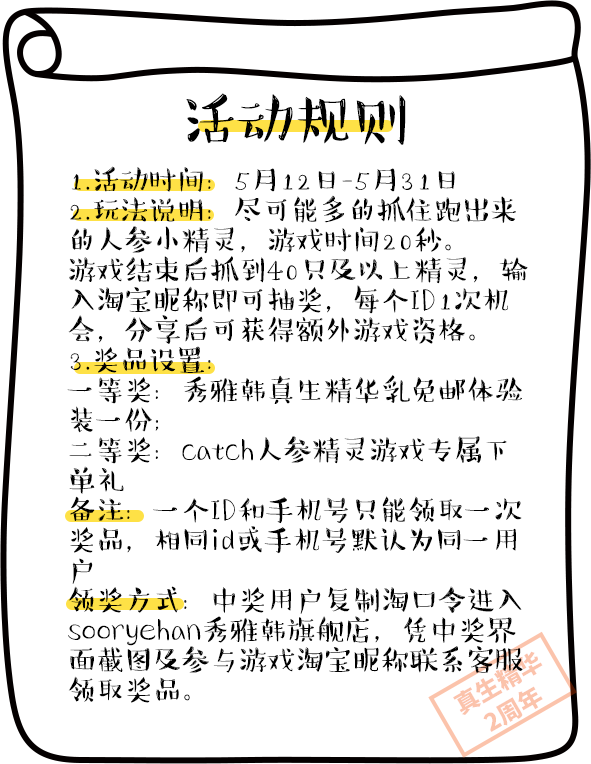 活动规则
1.活动时间： 5月12日-5月31日
2.玩法说明：尽可能多的抓住跑出来
的人参小精灵，游戏时间20秒。
游戏结束后抓到40只及以上精灵，输
入淘宝昵称即可抽奖，每个ID1次机
会，分享后可获得额外游戏资格。
3.奖品设置：
一等奖：秀雅韩真生精华乳免邮体验
装一份；
二等奖：catch人参精灵游戏专属下
单礼
备注：一个ID和手机号只能领取一次
奖品，相同id或手机号默认为同一用
户
领奖方式：中奖用户复制淘口令进入
sooryehan秀雅韩旗舰店，凭中奖界
面截图及参与游戏淘宝昵称联系客服
领取奖品。
真生精华
2周年